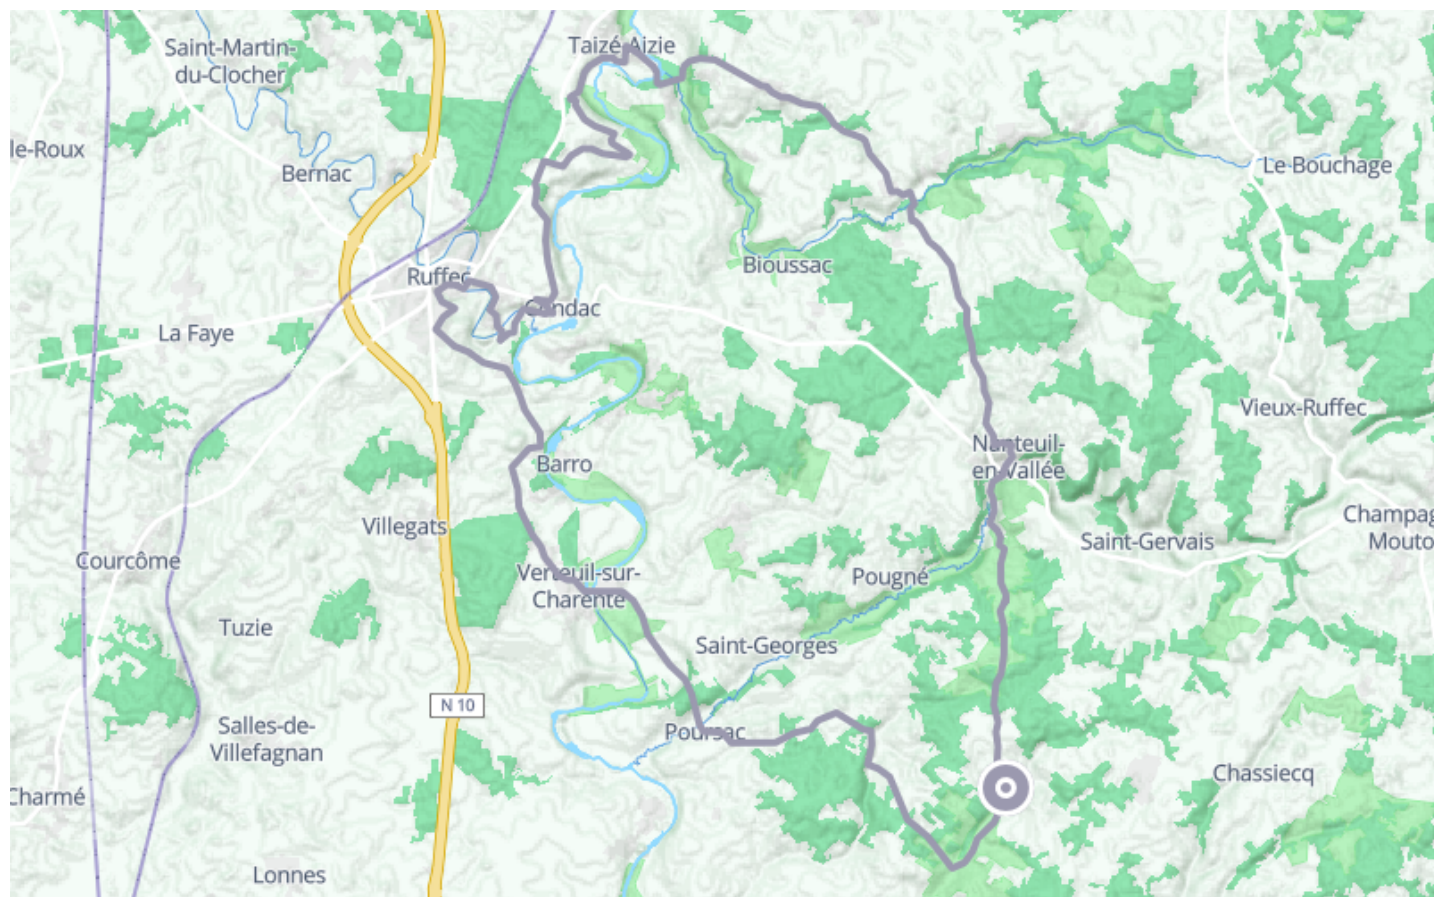 Saint-Martin-
du-Clocher
Taizé-Aizie
le-Roux
Bernac
Le Bouchage
Bioussac
Ruffec
Condac
La Faye
Vieux-Ruffec
Nanteuil-
en-Vallée
Barro
Villegats
Champag
Mouto
Saint-Gervais
Courcôme
Verteuil-sur-
Charente
Pougné
Tuzie
Saint-Georges
N 10
Salles-de-
Villefagnan
Poursac
Chassiecq
Charmé
Lonnes